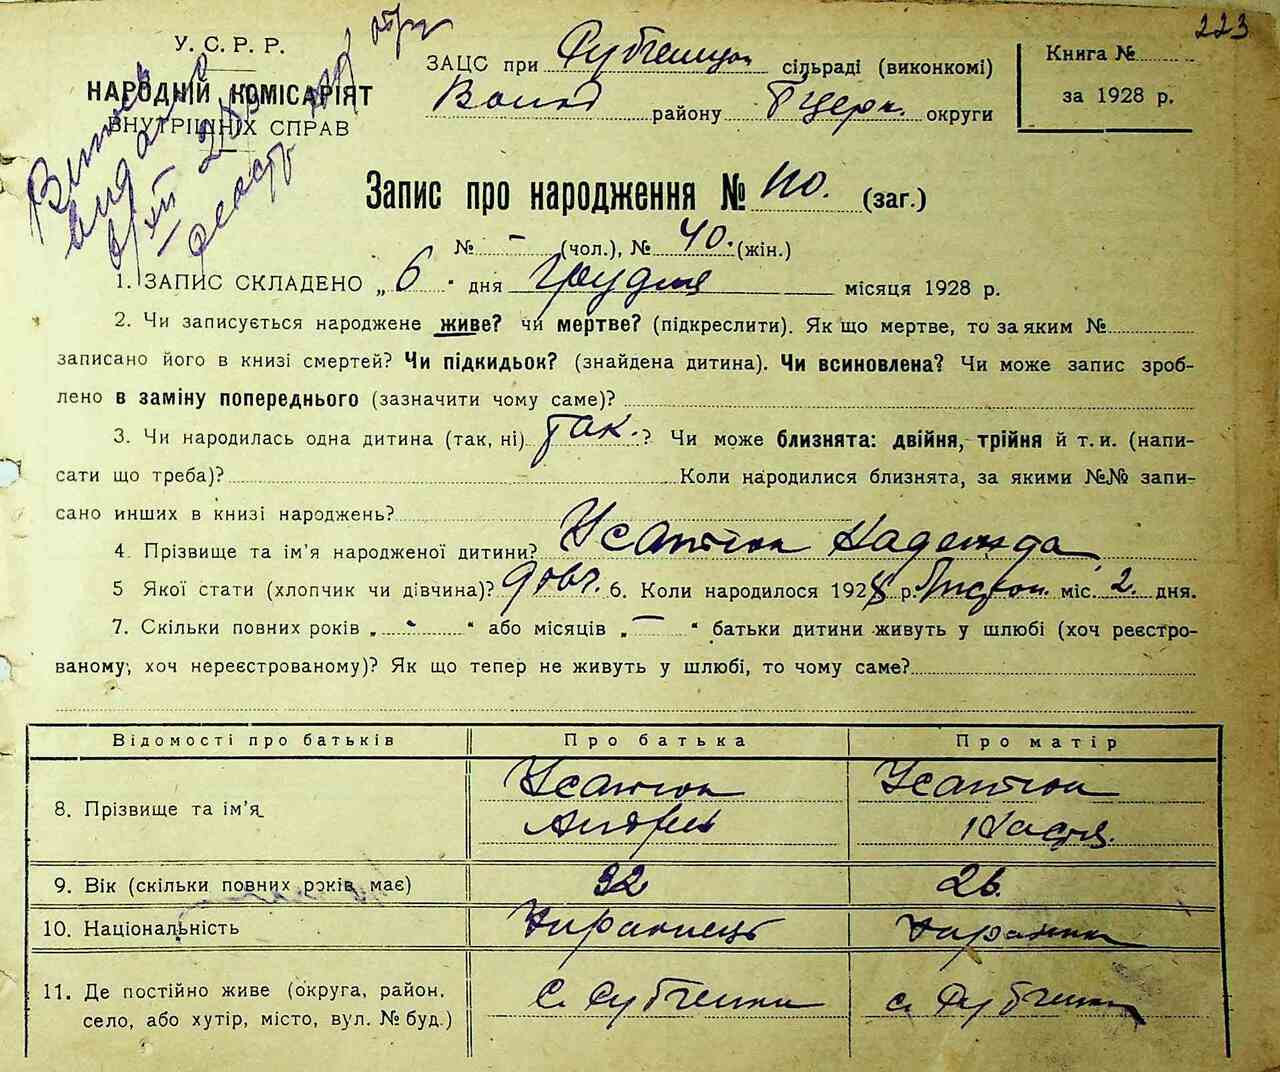 223
У. С. Р. Р.
НАРОДНІЙ КОМІСАРІЯТ
ВНУТРІШНІХ СПРАВ
ЗАЦС при сільраді (виконкомі)
району Б Церк. округи
Книга №
за 1928 р.
Запис про народження № 110. (заг.)
№ - (чол.), № 40. (жін.)
1. ЗАПИС СКЛАДЕНО „ 6 " дня Грудня місяця 1928 р.
2. Чи записується народжене живе? чи мертве? (підкреслити). Як що мертве, то за яким №
записано його в книзі смертей? Чи підкидьок? (знайдена дитина). Чи всиновлена? Чи може запис зроб-
лено в заміну попереднього (зазначити чому саме)?
3. Чи народилась одна дитина (так, ні) так. ? Чи може близнята: двійня, трійня й т. и. (напи-
сати що треба)? Коли народилися близнята, за якими №№ запи-
сано инших в книзі народжень?
4. Прізвище та ім'я народженої дитини? Надежда
5 Якої стати (хлопчик чи дівчина)? дівч. 6. Коли народилося 1928 р. міс. 2. дня.
7. Скільки повних років „ - " або місяців „ — " батьки дитини живуть у шлюбі (хоч реєстро-
ваному, хоч нереєстрованому)? Як що тепер не живуть у шлюбі, то чому саме?
Відомості про батьків Про батька Про матір
8. Прізвище та ім'я
Андрій Настя.
9. Вік (скільки повних років має) 32 26.
10. Національність Українець Українка
11. Де постійно живе (округа, район,
село, або хутір, місто, вул. № буд.) С. с.